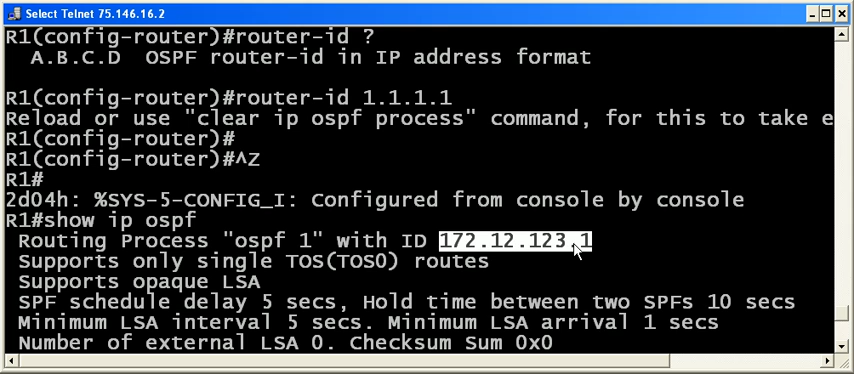 Select Telnet 75.146.16.2
R1(config-router)#router-id ?
A.B.C.D OSPF router-id in IP address format
R1(config-router)#router-id 1.1.1.1
Reload or use "clear ip ospf process" command, for this to take e
R1(config-router)#
R1(config-router)#^Z
R1#
2d04h: %SYS-5-CONFIG_I: Configured from console by console
R1#show ip ospf
Routing Process "ospf 1" with ID 172.12.123.1
Supports only single TOS(TOS0) routes
Supports opaque LSA
SPF schedule delay 5 secs, Hold time between two SPFs 10 secs
Minimum LSA interval 5 secs. Minimum LSA arrival 1 secs
Number of external LSA 0. Checksum Sum 0x0